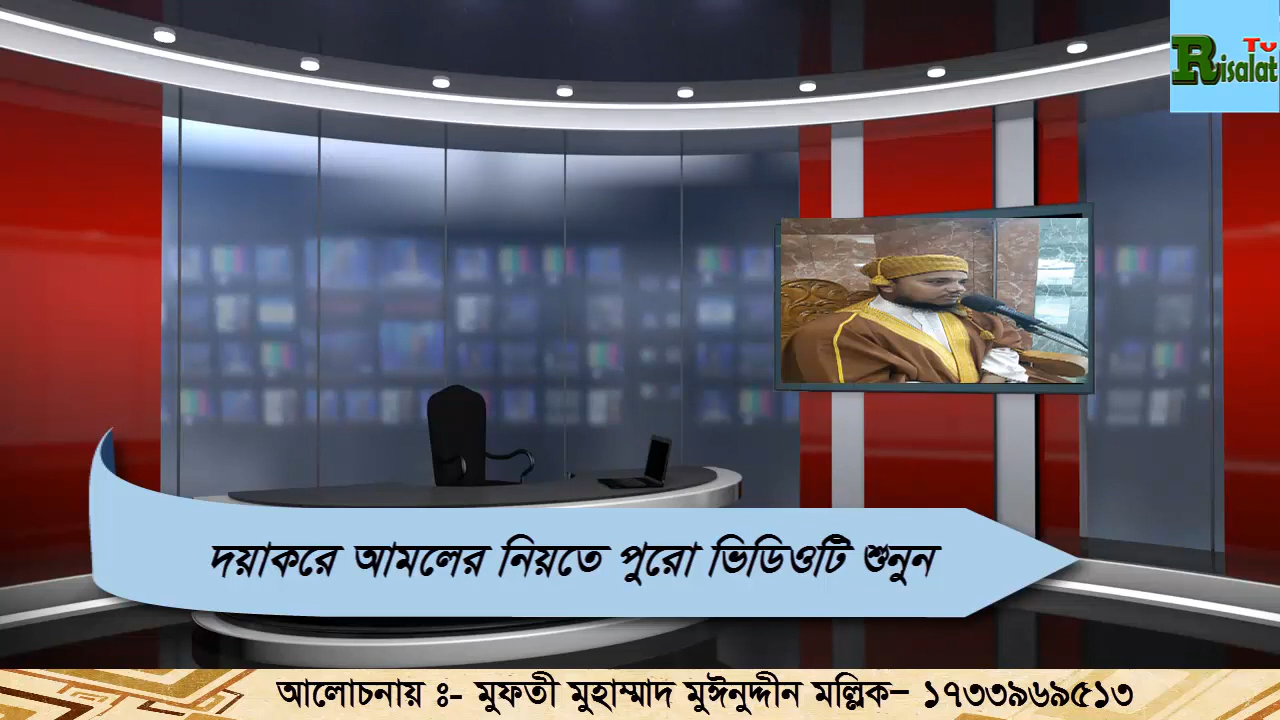 Tv
Risalat
দয়াকরে আমলের নিয়তে পুরো ভিডিওটি শুনুন
আলোচনায় ঃ- মুফতী মুহাম্মাদ মুঈনুদ্দীন মল্লিক– ১৭৩৩৯৬৯৫১৩